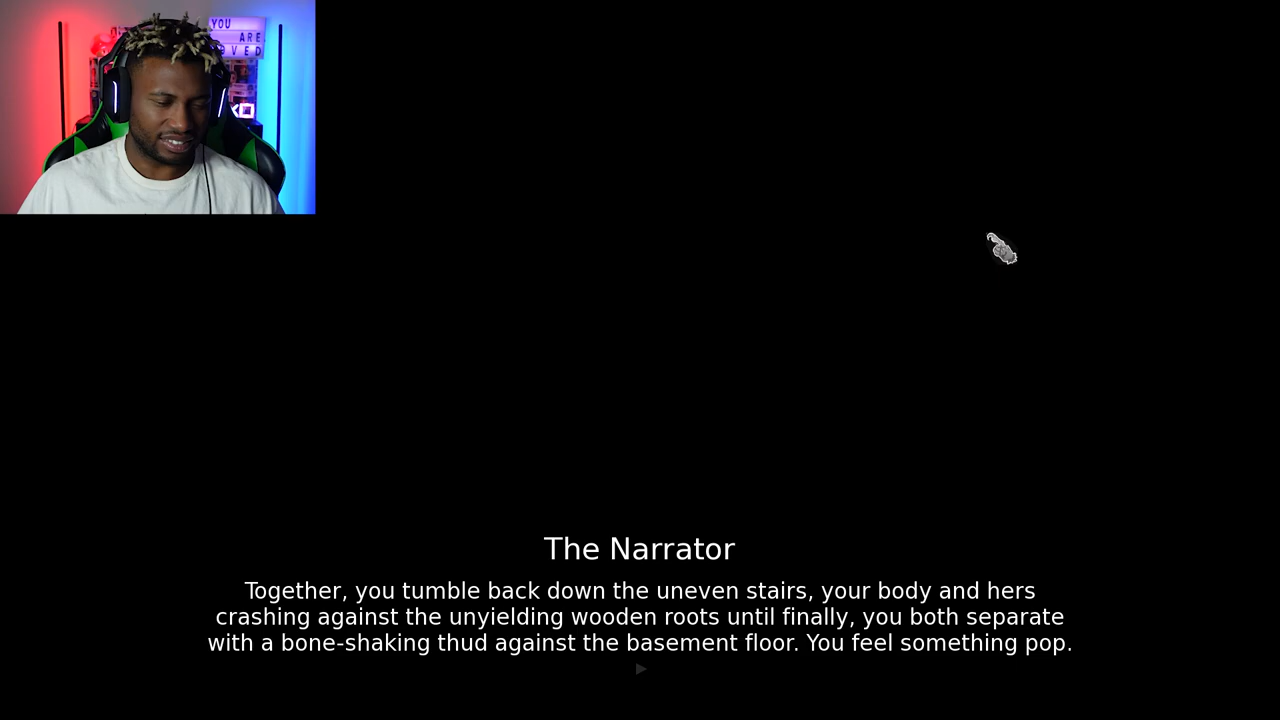 YOU
ARE
VED
The Narrator
Together, you tumble back down the uneven stairs, your body and hers
crashing against the unyielding wooden roots until finally, you both separate
with a bone-shaking thud against the basement floor. You feel something pop.